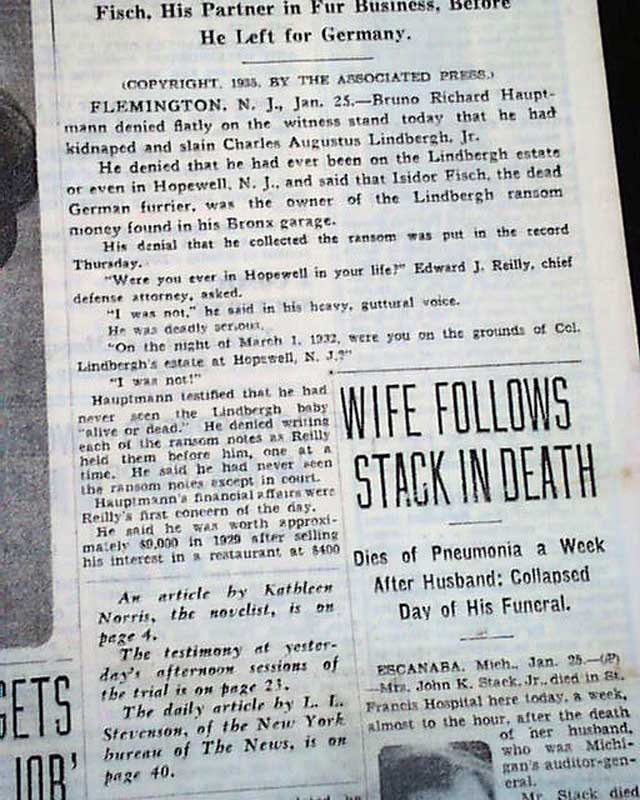 Fisch, His Partner in Fur Business, Before
He Left for Germany.
(COPYRIGHT, 1935, BY THE ASSOCIATED PRESS.)
FLEMINGTON, N. J., Jan. 25.—Bruno Richard Haupt-
mann denied flatly on the witness stand today that he had
kidnaped and slain Charles Augustus Lindbergh, Jr.
He denied that he had ever been on the Lindbergh estate
or even in Hopewell, N. J., and said that Isidor Fisch, the dead
German furrier, was the owner of the Lindbergh ransom
money found in his Bronx garage.
His denial that he collected the ransom was put in the record
Thursday.
"Were you ever in Hopewell in your life?" Edward J. Reilly, chief
defense attorney, asked.
"I was not," he said in his heavy, guttural voice.
He was deadly serious.
"On the night of March 1, 1932, were you on the grounds of Col.
Lindbergh's estate at Hopewell, N. J.?"
"I was not!"
Hauptmann testified that he had
never seen the Lindbergh baby
"alive or dead." He denied writing
each of the ransom notes as Reilly
held them before him, one at a
time. He said he had never seen
the ransom notes except in court.
Hauptmann's financial affairs were
Reilly's first concern of the day.
He said he was worth approxi-
mately $9,000 in 1929 after selling
his interest in a restaurant at $400
An article by Kathleen
Norris, the novelist, is on
page 4.
The testimony at yester-
day's afternoon sessions of
the trial is on page 23.
The daily article by L. L.
Stevenson, of the New York
bureau of The News, is on
page 40.
WIFE FOLLOWS
STACK IN DEATH
Dies of Pneumonia a Week
After Husband; Collapsed
Day of His Funeral.
ESCANABA, Mich., Jan. 25.—(AP)
—Mrs. John K. Stack, Jr., died in St.
Francis Hospital here today, a week,
almost to the hour, after the death
of her husband,
who was Michi-
gan's auditor-gen-
eral.
Mr. Stack died
GETS
JOB'